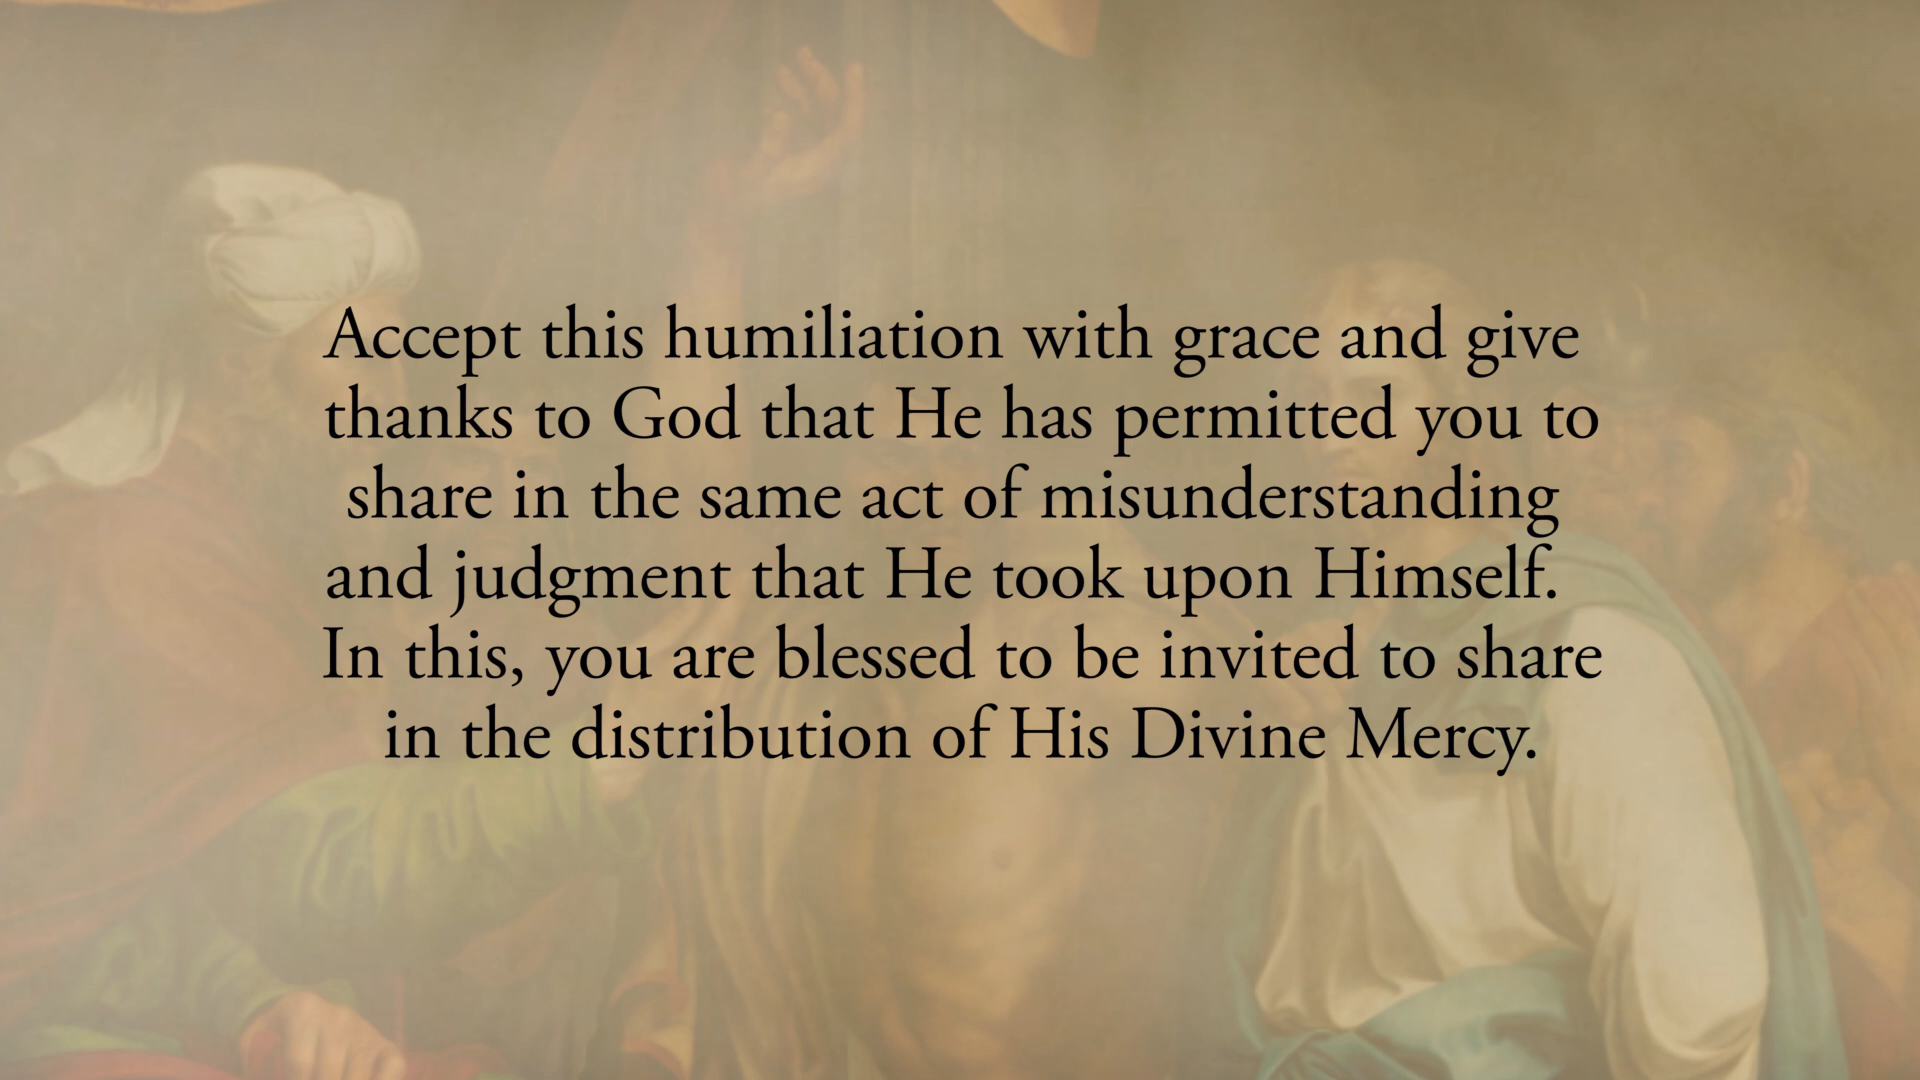 Accept this humiliation with grace and give
thanks to God that He has permitted you to
share in the same act of misunderstanding
and judgment that He took upon Himself.
In this, you are blessed to be invited to share
in the distribution of His Divine Mercy.